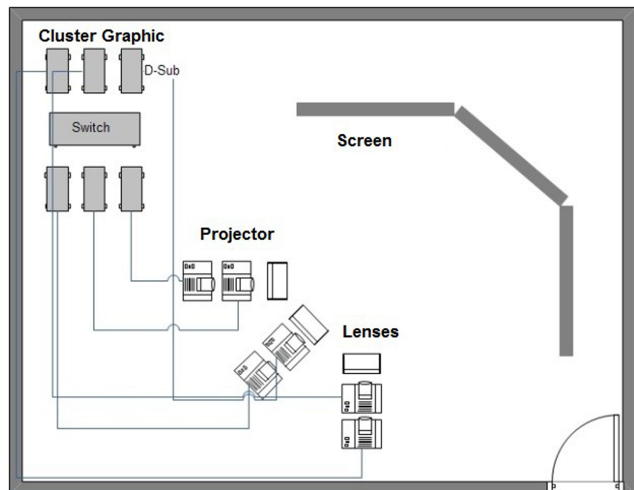 Cluster Graphic
D-Sub
Switch
Screen
Projector
Lenses